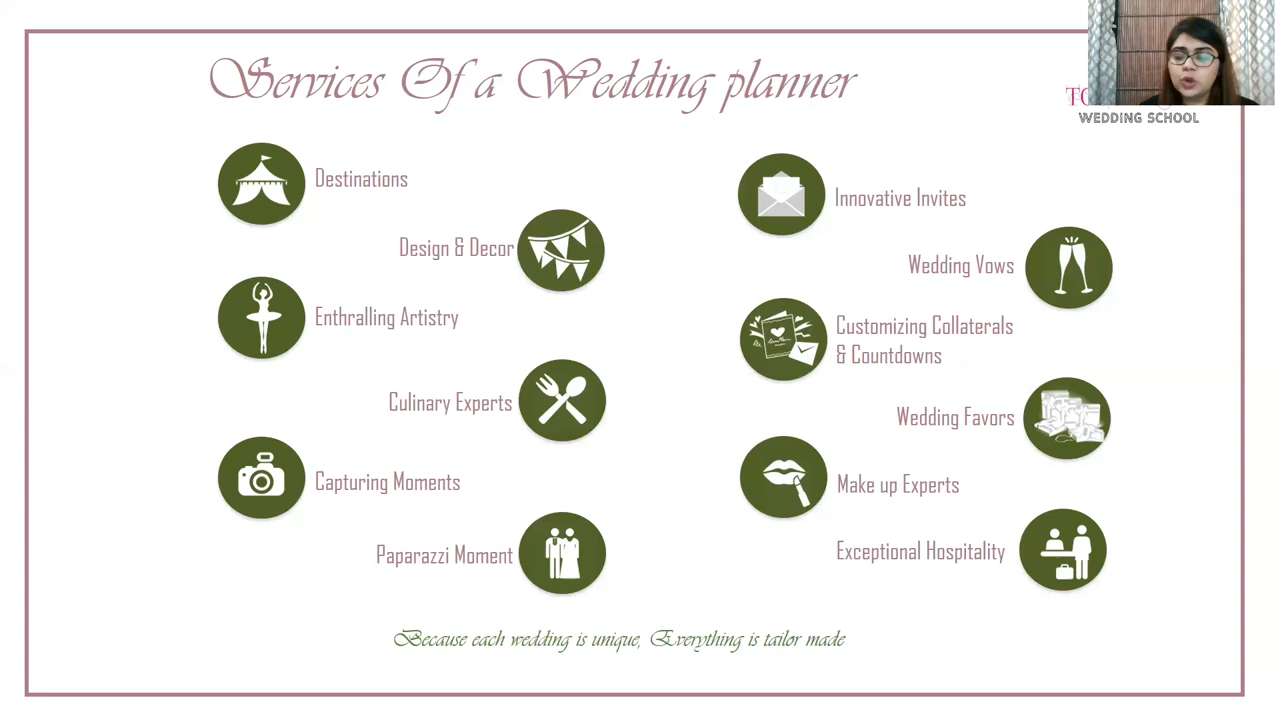 Services Of a Wedding planner
WEDDING SCHOOL
Destinations
Design & Decor
Enthralling Artistry
Culinary Experts
Capturing Moments
Paparazzi Moment
Innovative Invites
Wedding Vows
Customizing Collaterals
& Countdowns
Wedding Favors
Make up Experts
Exceptional Hospitality
Because each wedding is unique, Everything is tailor made